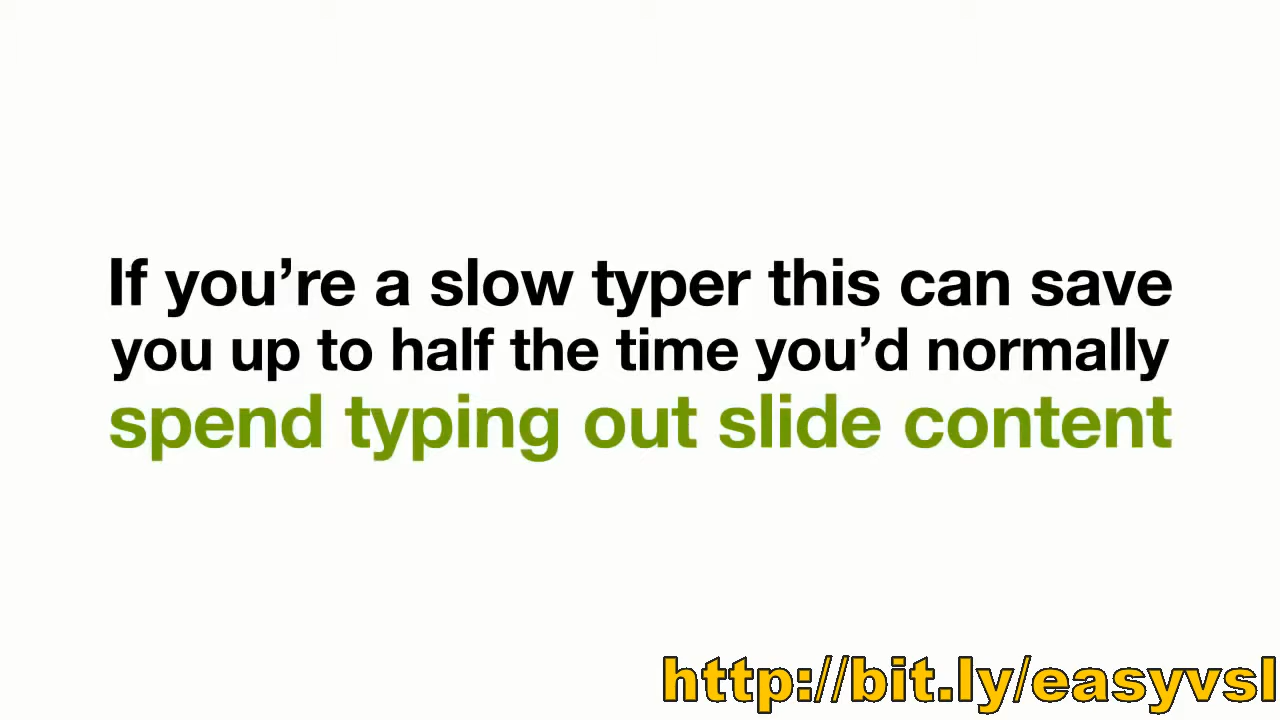 If you’re a slow typer this can save
you up to half the time you’d normally
spend typing out slide content
http://bit.ly/easyvsl